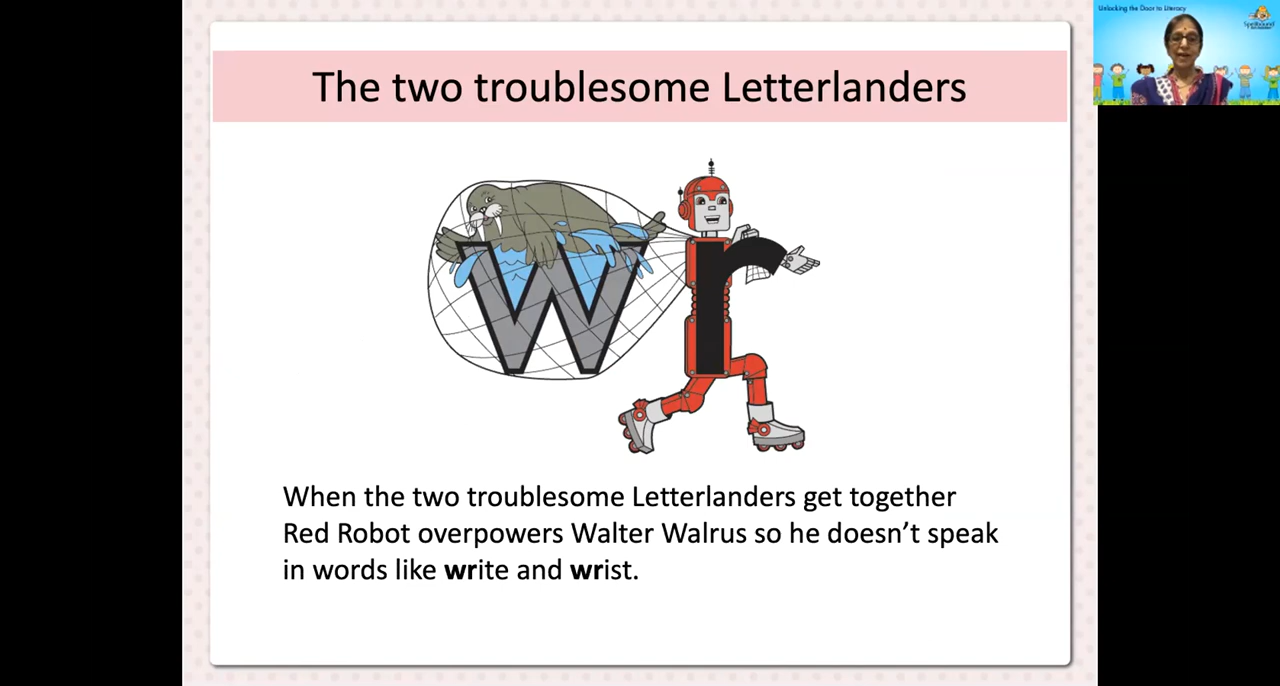 Unlocking the Door to Literacy
Spellbound
The two troublesome Letterlanders
w r
When the two troublesome Letterlanders get together
Red Robot overpowers Walter Walrus so he doesn’t speak
in words like write and wrist.